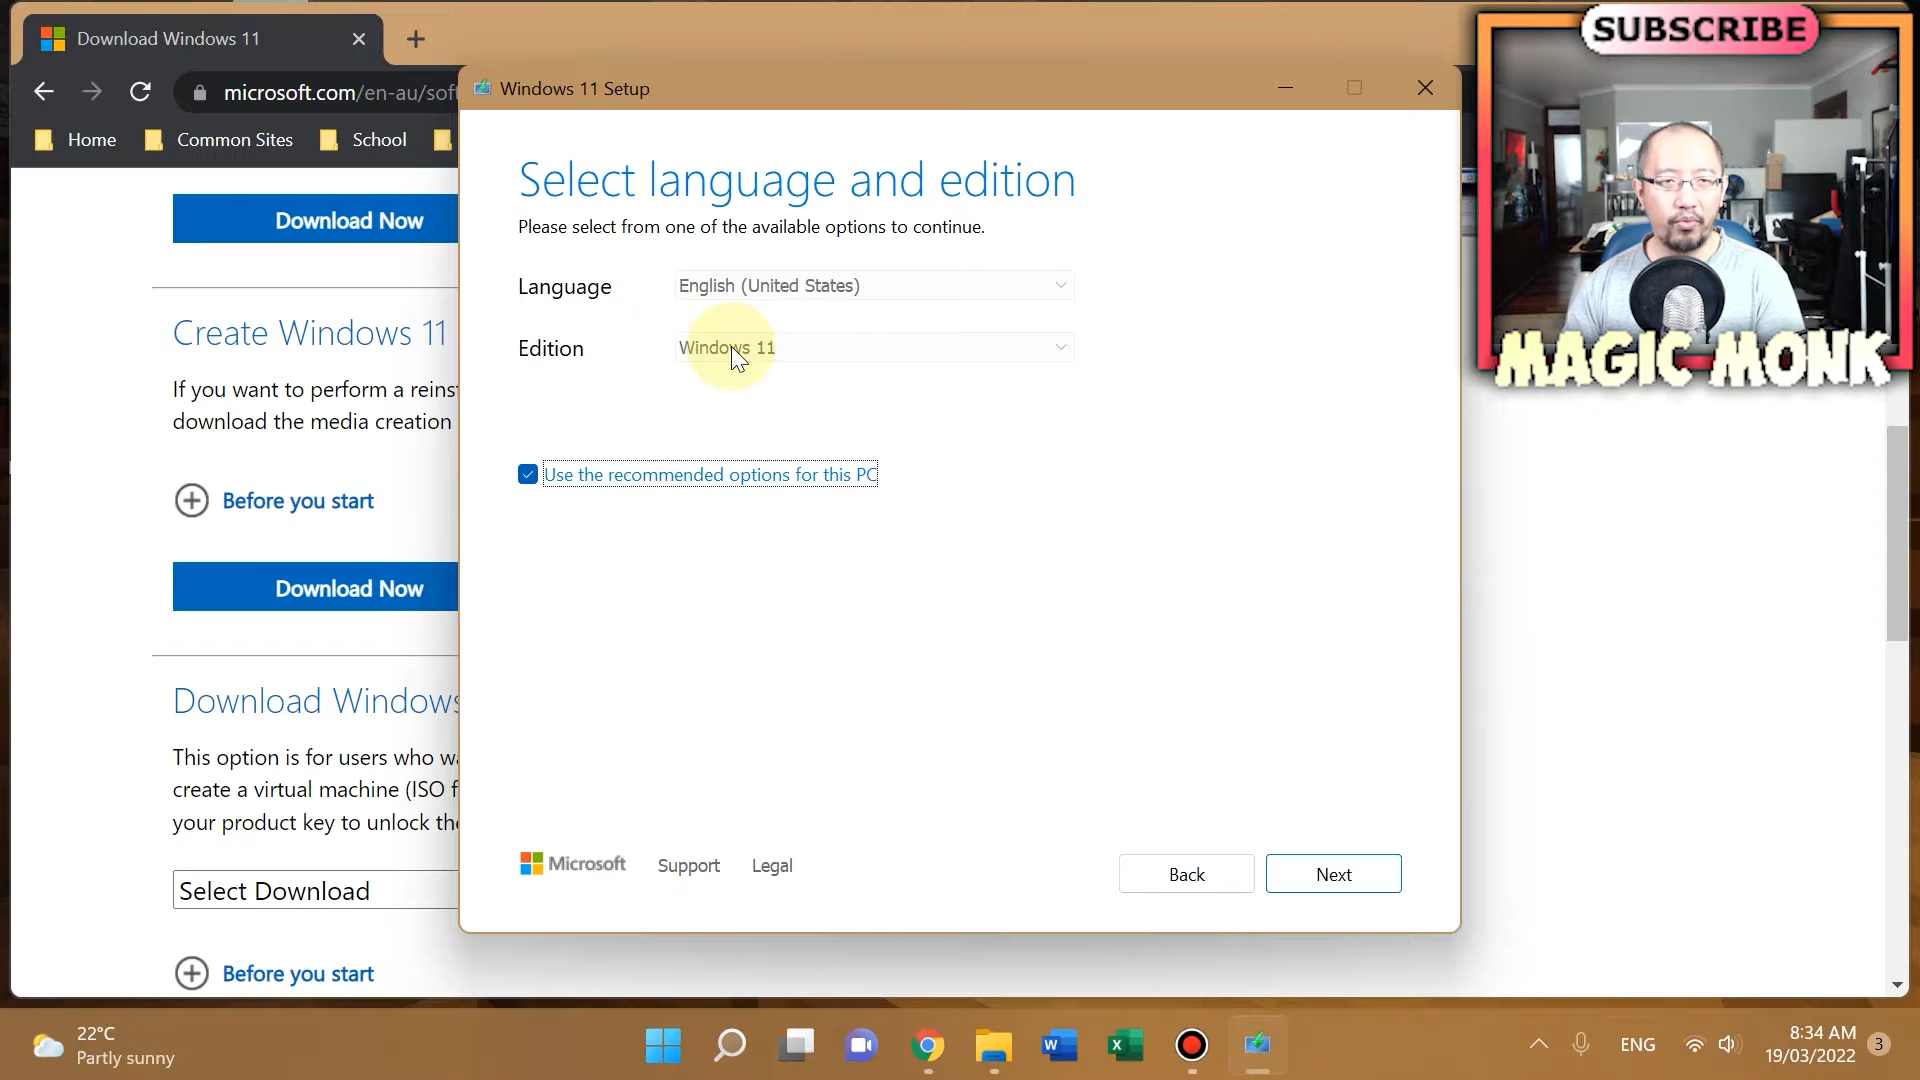 Download Windows 11
microsoft.com/en-au/soft
Home
Common Sites
School
Download Now
Create Windows 11
If you want to perform a reins
download the media creation
Before you start
Download Now
Download Windows
This option is for users who wa
create a virtual machine (ISO f
your product key to unlock the
Select Download
Before you start
Windows 11 Setup
Select language and edition
Please select from one of the available options to continue.
Language
English (United States)
Edition
Windows 11
Use the recommended options for this PC
Microsoft
Support
Legal
Back
Next
SUBSCRIBE
MAGIC MONK
22°C
Partly sunny
W
X
ENG
8:34 AM
19/03/2022
3